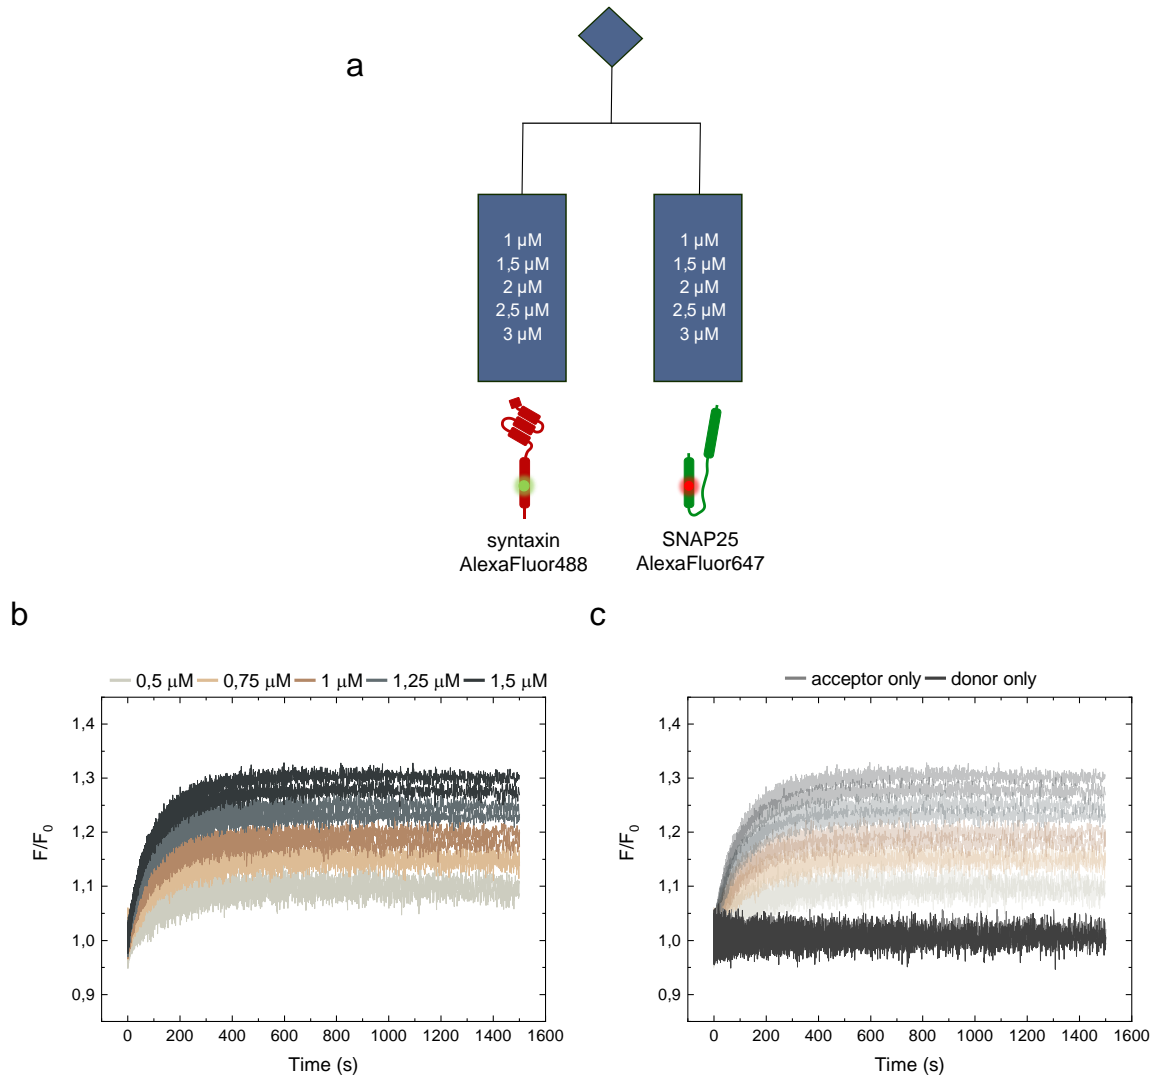 a
1 µM
1,5 µM
2 µM
2,5 µM
3 µM
1 µM
1,5 µM
2 µM
2,5 µM
3 µM
syntaxin
AlexaFluor488
SNAP25
AlexaFluor647
b
0,5 µM 0,75 µM 1 µM 1,25 µM 1,5 µM
1,4
1,3
1,2
1,1
1,0
0,9
F/F0
0 200 400 600 800 1000 1200 1400 1600
Time (s)
c
acceptor only donor only
1,4
1,3
1,2
1,1
1,0
0,9
F/F0
0 200 400 600 800 1000 1200 1400 1600
Time (s)